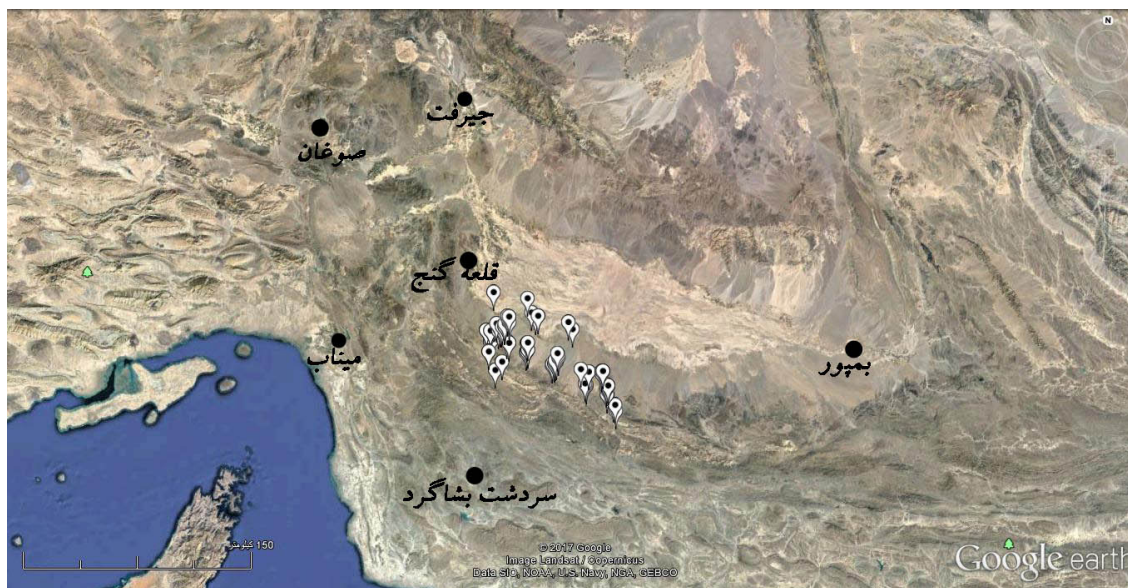 N
جیرفت
صوغان
قلعه گنج
میناب
بمپور
سردشت بشاگرد
150 کیلومتر
© 2017 Google
Image Landsat / Copernicus
Data SIO, NOAA, U.S. Navy, NGA, GEBCO
Google earth